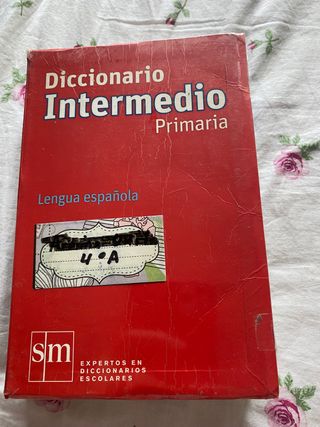 Diccionario
Intermedio
Primaria
Lengua española
4ºA
sm
EXPERTOS EN
DICCIONARIOS
ESCOLARES